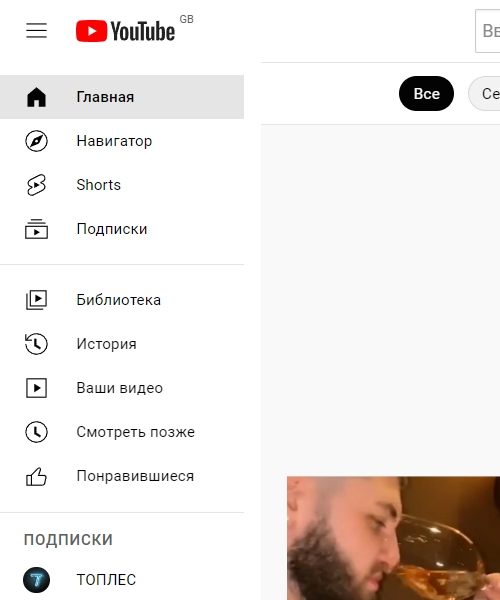 YouTube GB
Вв
Все
Се
Главная
Навигатор
Shorts
Подписки
Библиотека
История
Ваши видео
Смотреть позже
Понравившиеся
ПОДПИСКИ
ТОПЛЕС